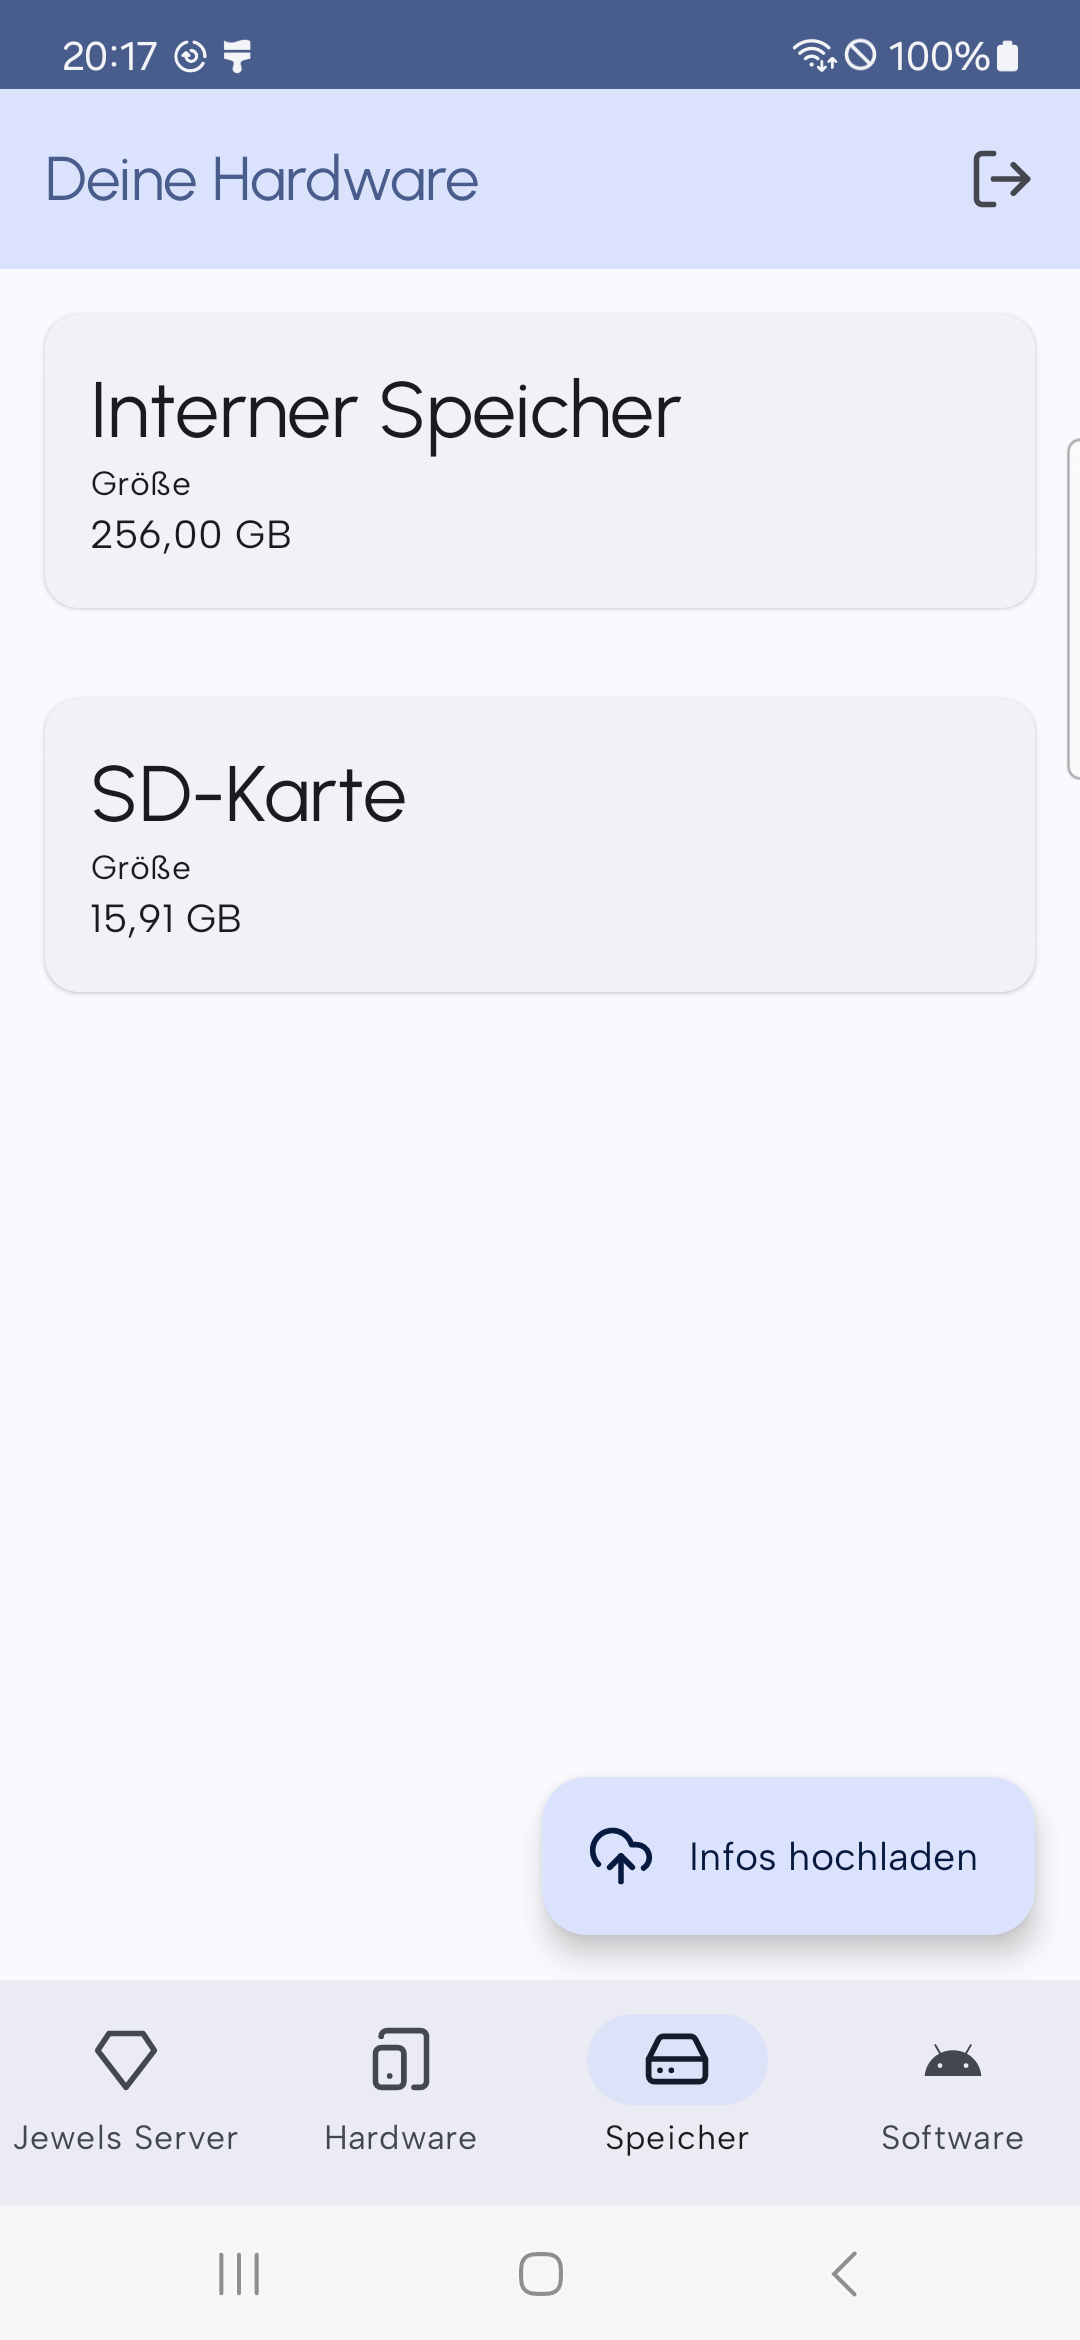 20:17
100%
Deine Hardware
Interner Speicher
Größe
256,00 GB
SD-Karte
Größe
15,91 GB
Infos hochladen
Jewels Server
Hardware
Speicher
Software